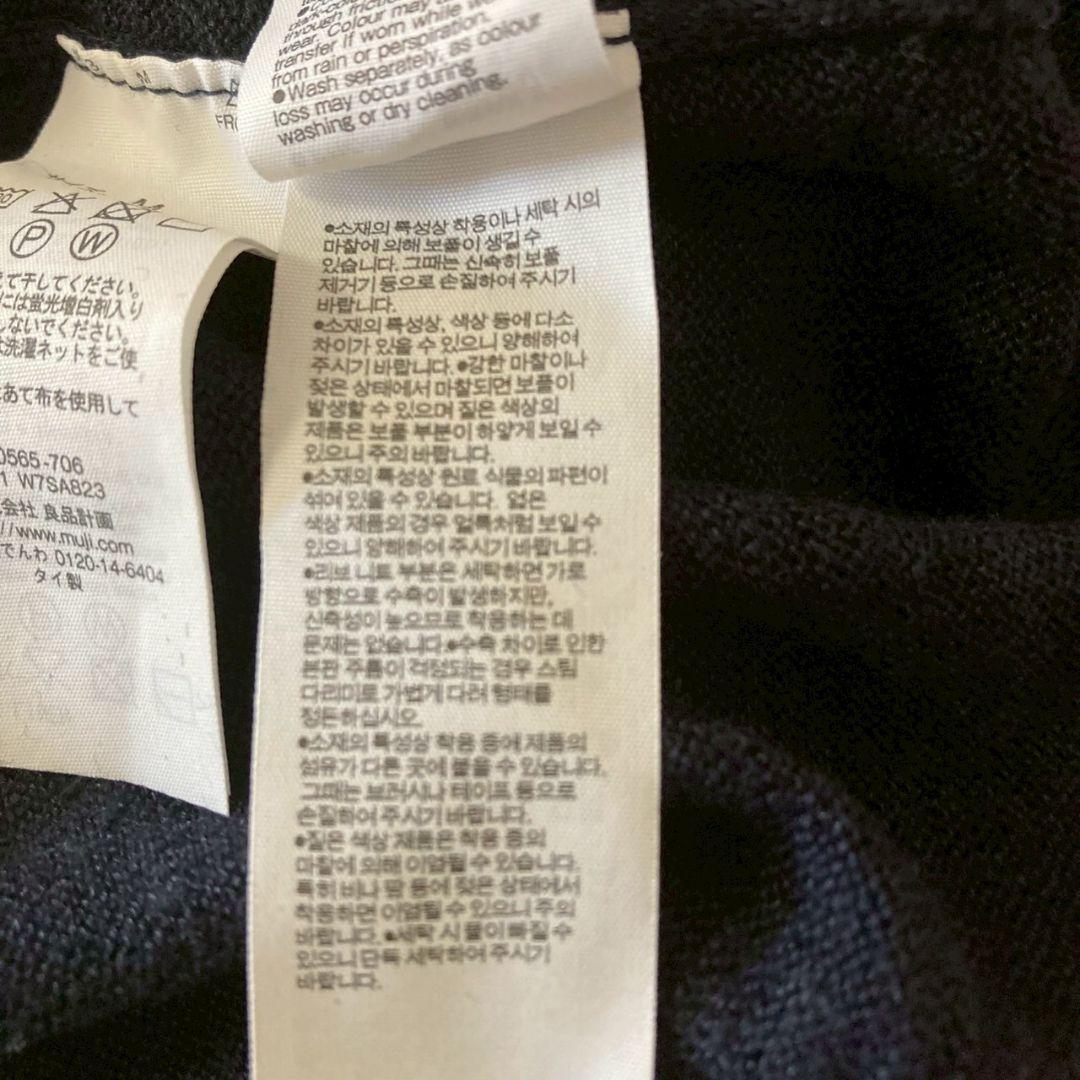 through friction
wear. Colour may
transfer if worn while we
from rain or perspiration.
●Wash separately, as colour
loss may occur during
washing or dry cleaning.
M
P W
て干してください。
には蛍光増白剤入り
しないでください。
洗濯ネットをご使
あて布を使用して
0565-706
1 W7SA823
会社 良品計画
//www.muji.com
でんわ 0120-14-6404
タイ製
●소재의 특성상 착용이나 세탁 시의
마찰에 의해 보풀이 생길 수
있습니다. 그때는 신속히 보풀
제거기 등으로 손질하여 주시기
바랍니다.
●소재의 특성상, 색상 등에 다소
차이가 있을 수 있으니 양해하여
주시기 바랍니다. ●강한 마찰이나
젖은 상태에서 마찰되면 보풀이
발생할 수 있으며 짙은 색상의
제품은 보풀 부분이 하얗게 보일 수
있으니 주의 바랍니다.
●소재의 특성상 원료 식물의 파편이
섞여 있을 수 있습니다. 엷은
색상 제품의 경우 얼룩처럼 보일 수
있으니 양해하여 주시기 바랍니다.
●리브 니트 부분은 세탁하면 가로
방향으로 수축이 발생하지만,
신축성이 높으므로 착용하는 데
문제는 없습니다.●수축 차이로 인한
본판 주름이 걱정되는 경우 스팀
다리미로 가볍게 다려 형태를
정돈하십시오.
●소재의 특성상 착용 중에 제품의
섬유가 다른 곳에 붙을 수 있습니다.
그때는 브러시나 테이프 등으로
손질하여 주시기 바랍니다.
●짙은 색상 제품은 착용 중의
마찰에 의해 이염될 수 있습니다.
특히 비나 땀 등에 젖은 상태에서
착용하면 이염될 수 있으니 주의
바랍니다. ●세탁 시 물이 빠질 수
있으니 단독 세탁하여 주시기
바랍니다.